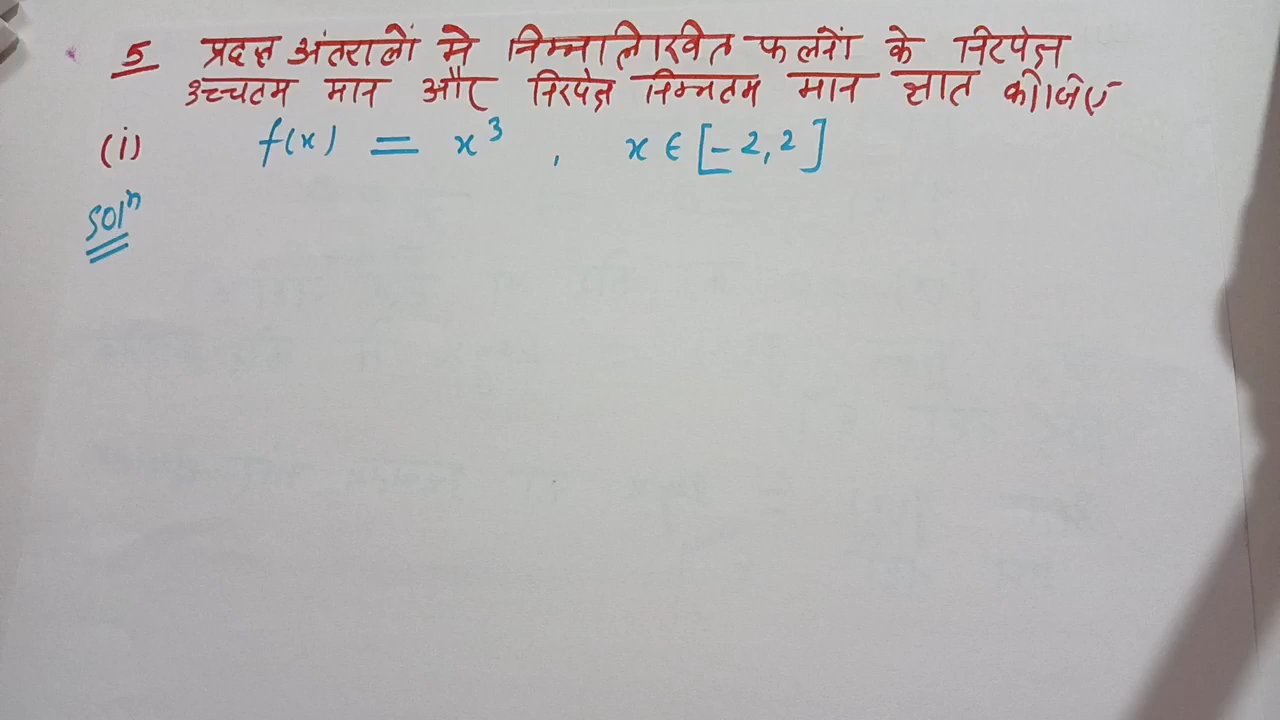 5 प्रदत्त अंतरालों मे निम्नलिखित फलनों के निरपेक्ष
उच्चतम मान और निरपेक्ष निम्नतम मान ज्ञात कीजिए
(i) f(x) = x³ , x ∈ [-2, 2]
Solⁿ